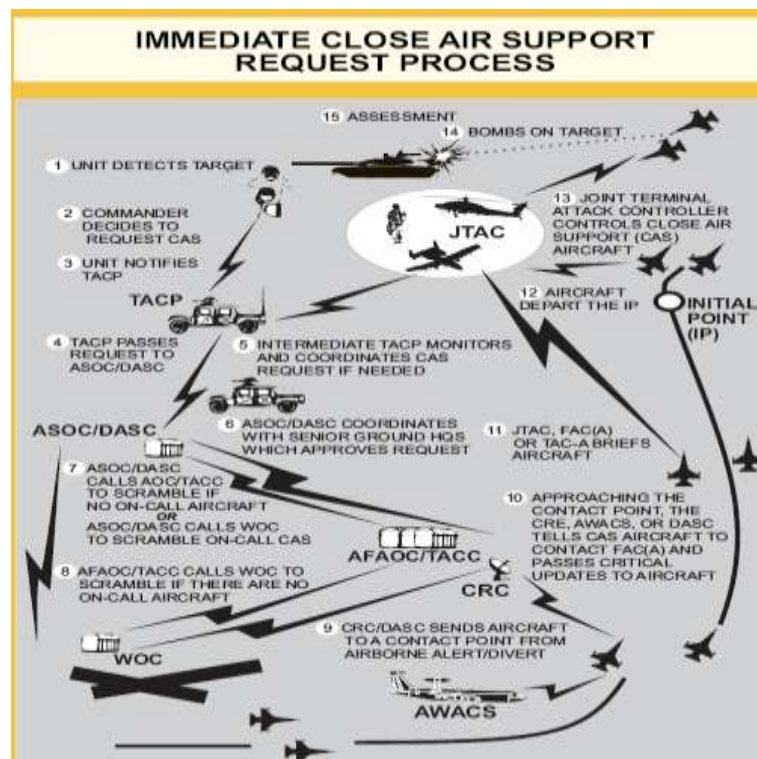 IMMEDIATE CLOSE AIR SUPPORT
REQUEST PROCESS
15 ASSESSMENT
14 BOMBS ON TARGET
1 UNIT DETECTS TARGET
2 COMMANDER
DECIDES TO
REQUEST CAS
3 UNIT NOTIFIES
TACP
TACP
JTAC
13 JOINT TERMINAL
ATTACK CONTROLLER
CONTROLS CLOSE AIR
SUPPORT (CAS)
AIRCRAFT
12 AIRCRAFT
DEPART THE IP
INITIAL
POINT
(IP)
4 TACP PASSES
REQUEST TO
ASOC/DASC
5 INTERMEDIATE TACP MONITORS
AND COORDINATES CAS
REQUEST IF NEEDED
ASOC/DASC
6 ASOC/DASC COORDINATES
WITH SENIOR GROUND HQS
WHICH APPROVES REQUEST
11 JTAC, FAC(A)
OR TAC-A BRIEFS
AIRCRAFT
7 ASOC/DASC
CALLS AOC/TACC
TO SCRAMBLE IF
NO ON-CALL AIRCRAFT
OR
ASOC/DASC CALLS WOC
TO SCRAMBLE ON-CALL CAS
10 APPROACHING THE
CONTACT POINT, THE
CRE, AWACS, OR DASC
TELLS CAS AIRCRAFT TO
CONTACT FAC(A) AND
PASSES CRITICAL
UPDATES TO AIRCRAFT
AFAOC/TACC
CRC
8 AFAOC/TACC CALLS WOC TO
SCRAMBLE IF THERE ARE NO
ON-CALL AIRCRAFT
9 CRC/DASC SENDS AIRCRAFT
TO A CONTACT POINT FROM
AIRBORNE ALERT/DIVERT
WOC
AWACS